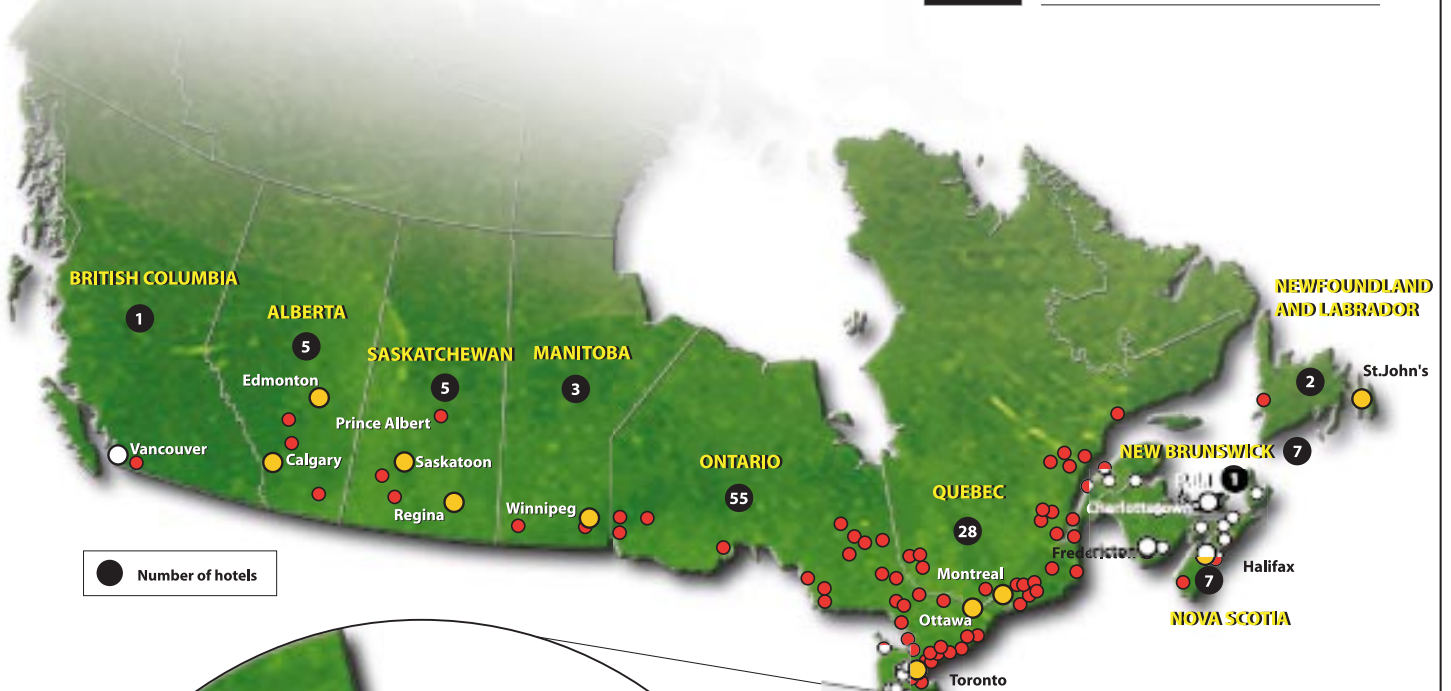 BRITISH COLUMBIA
1
ALBERTA
5
Edmonton
SASKATCHEWAN
5
MANITOBA
3
Prince Albert
Vancouver
Calgary
Saskatoon
Regina
Winnipeg
ONTARIO
55
QUEBEC
28
Montreal
Ottawa
Toronto
NEWFOUNDLAND
AND LABRADOR
2
St.John's
NEW BRUNSWICK
7
1
Charlottetown
Fredericton
Halifax
7
NOVA SCOTIA
Number of hotels